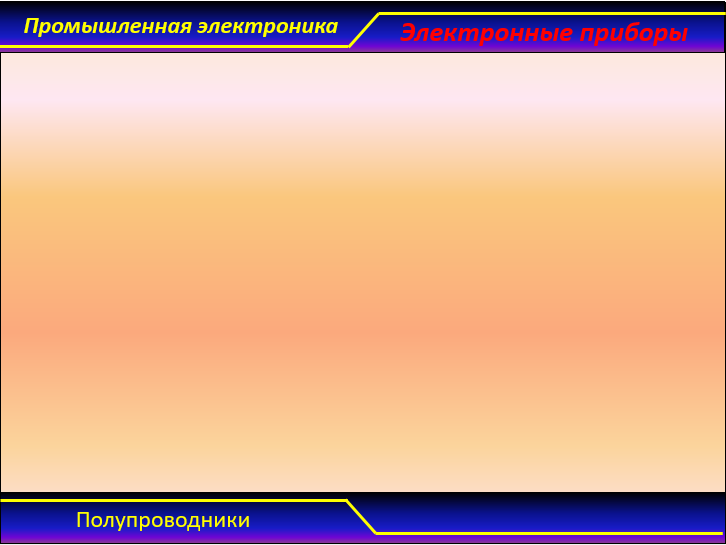 Промышленная электроника
Электронные приборы
Полупроводники